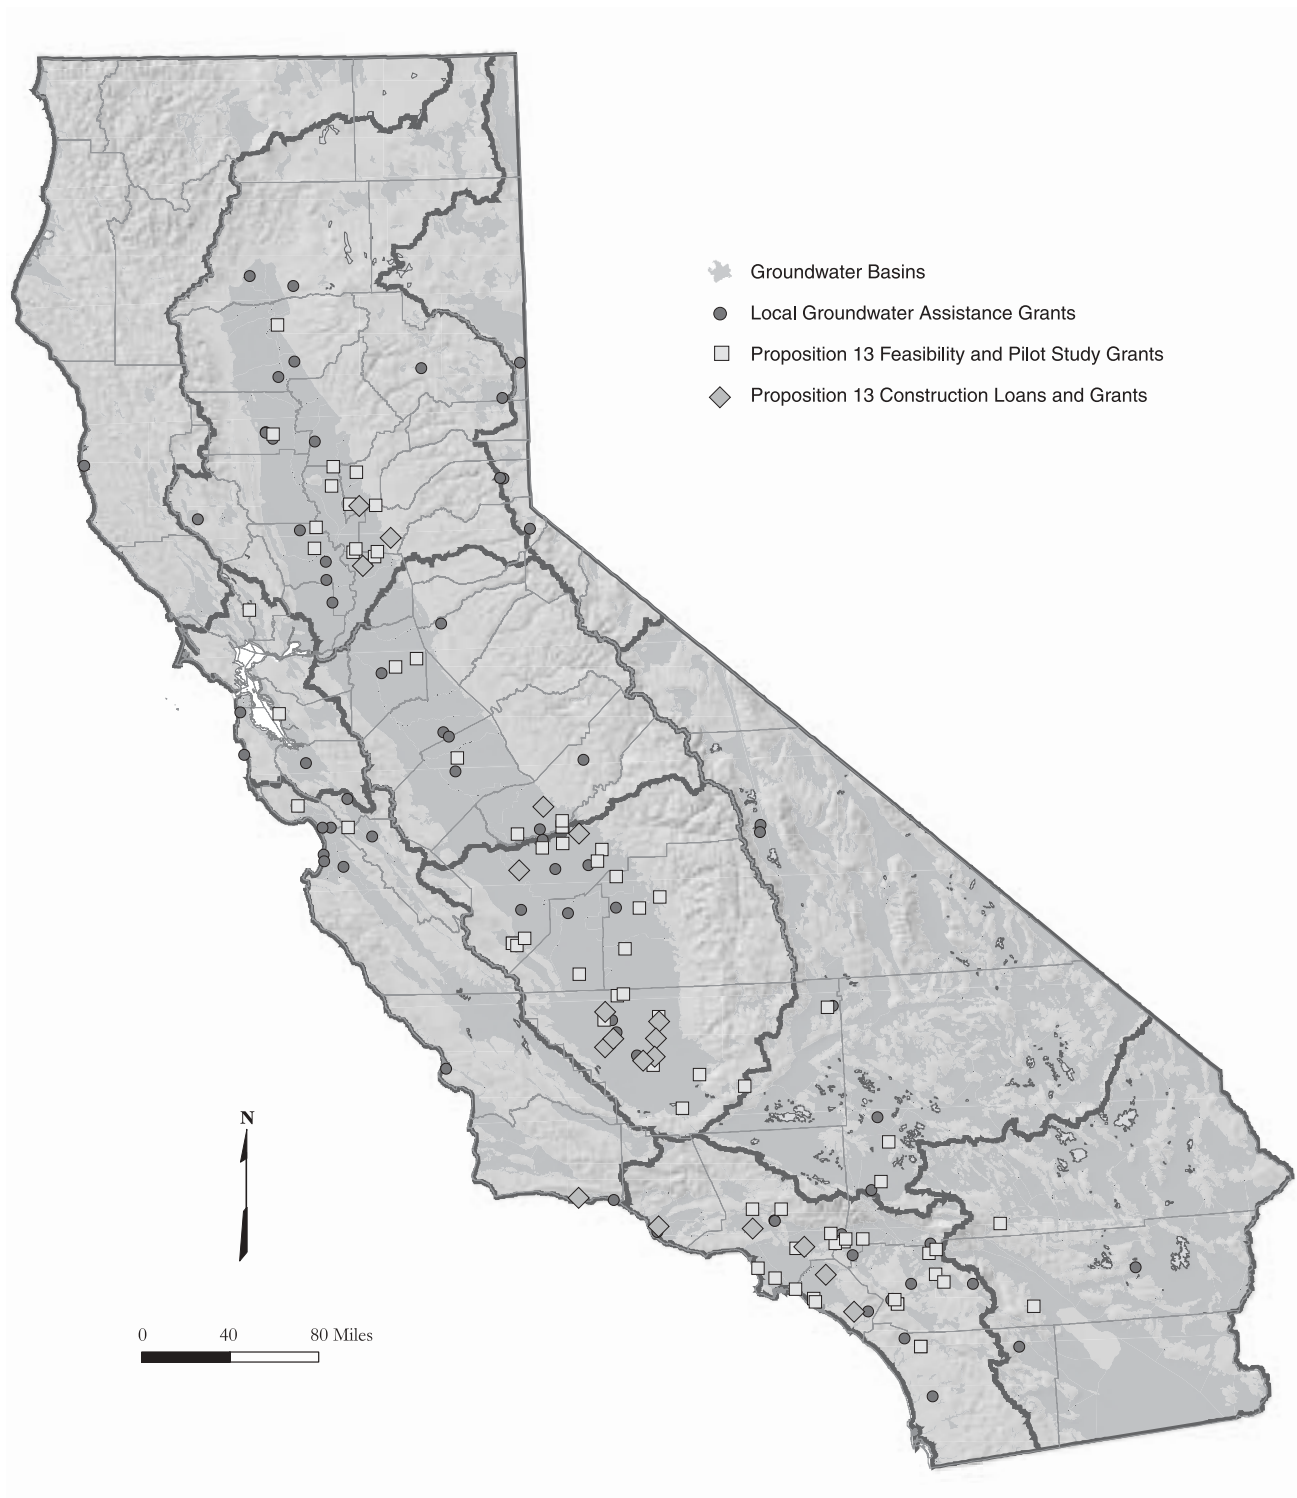 Groundwater Basins
Local Groundwater Assistance Grants
Proposition 13 Feasibility and Pilot Study Grants
Proposition 13 Construction Loans and Grants
N
0 40 80 Miles